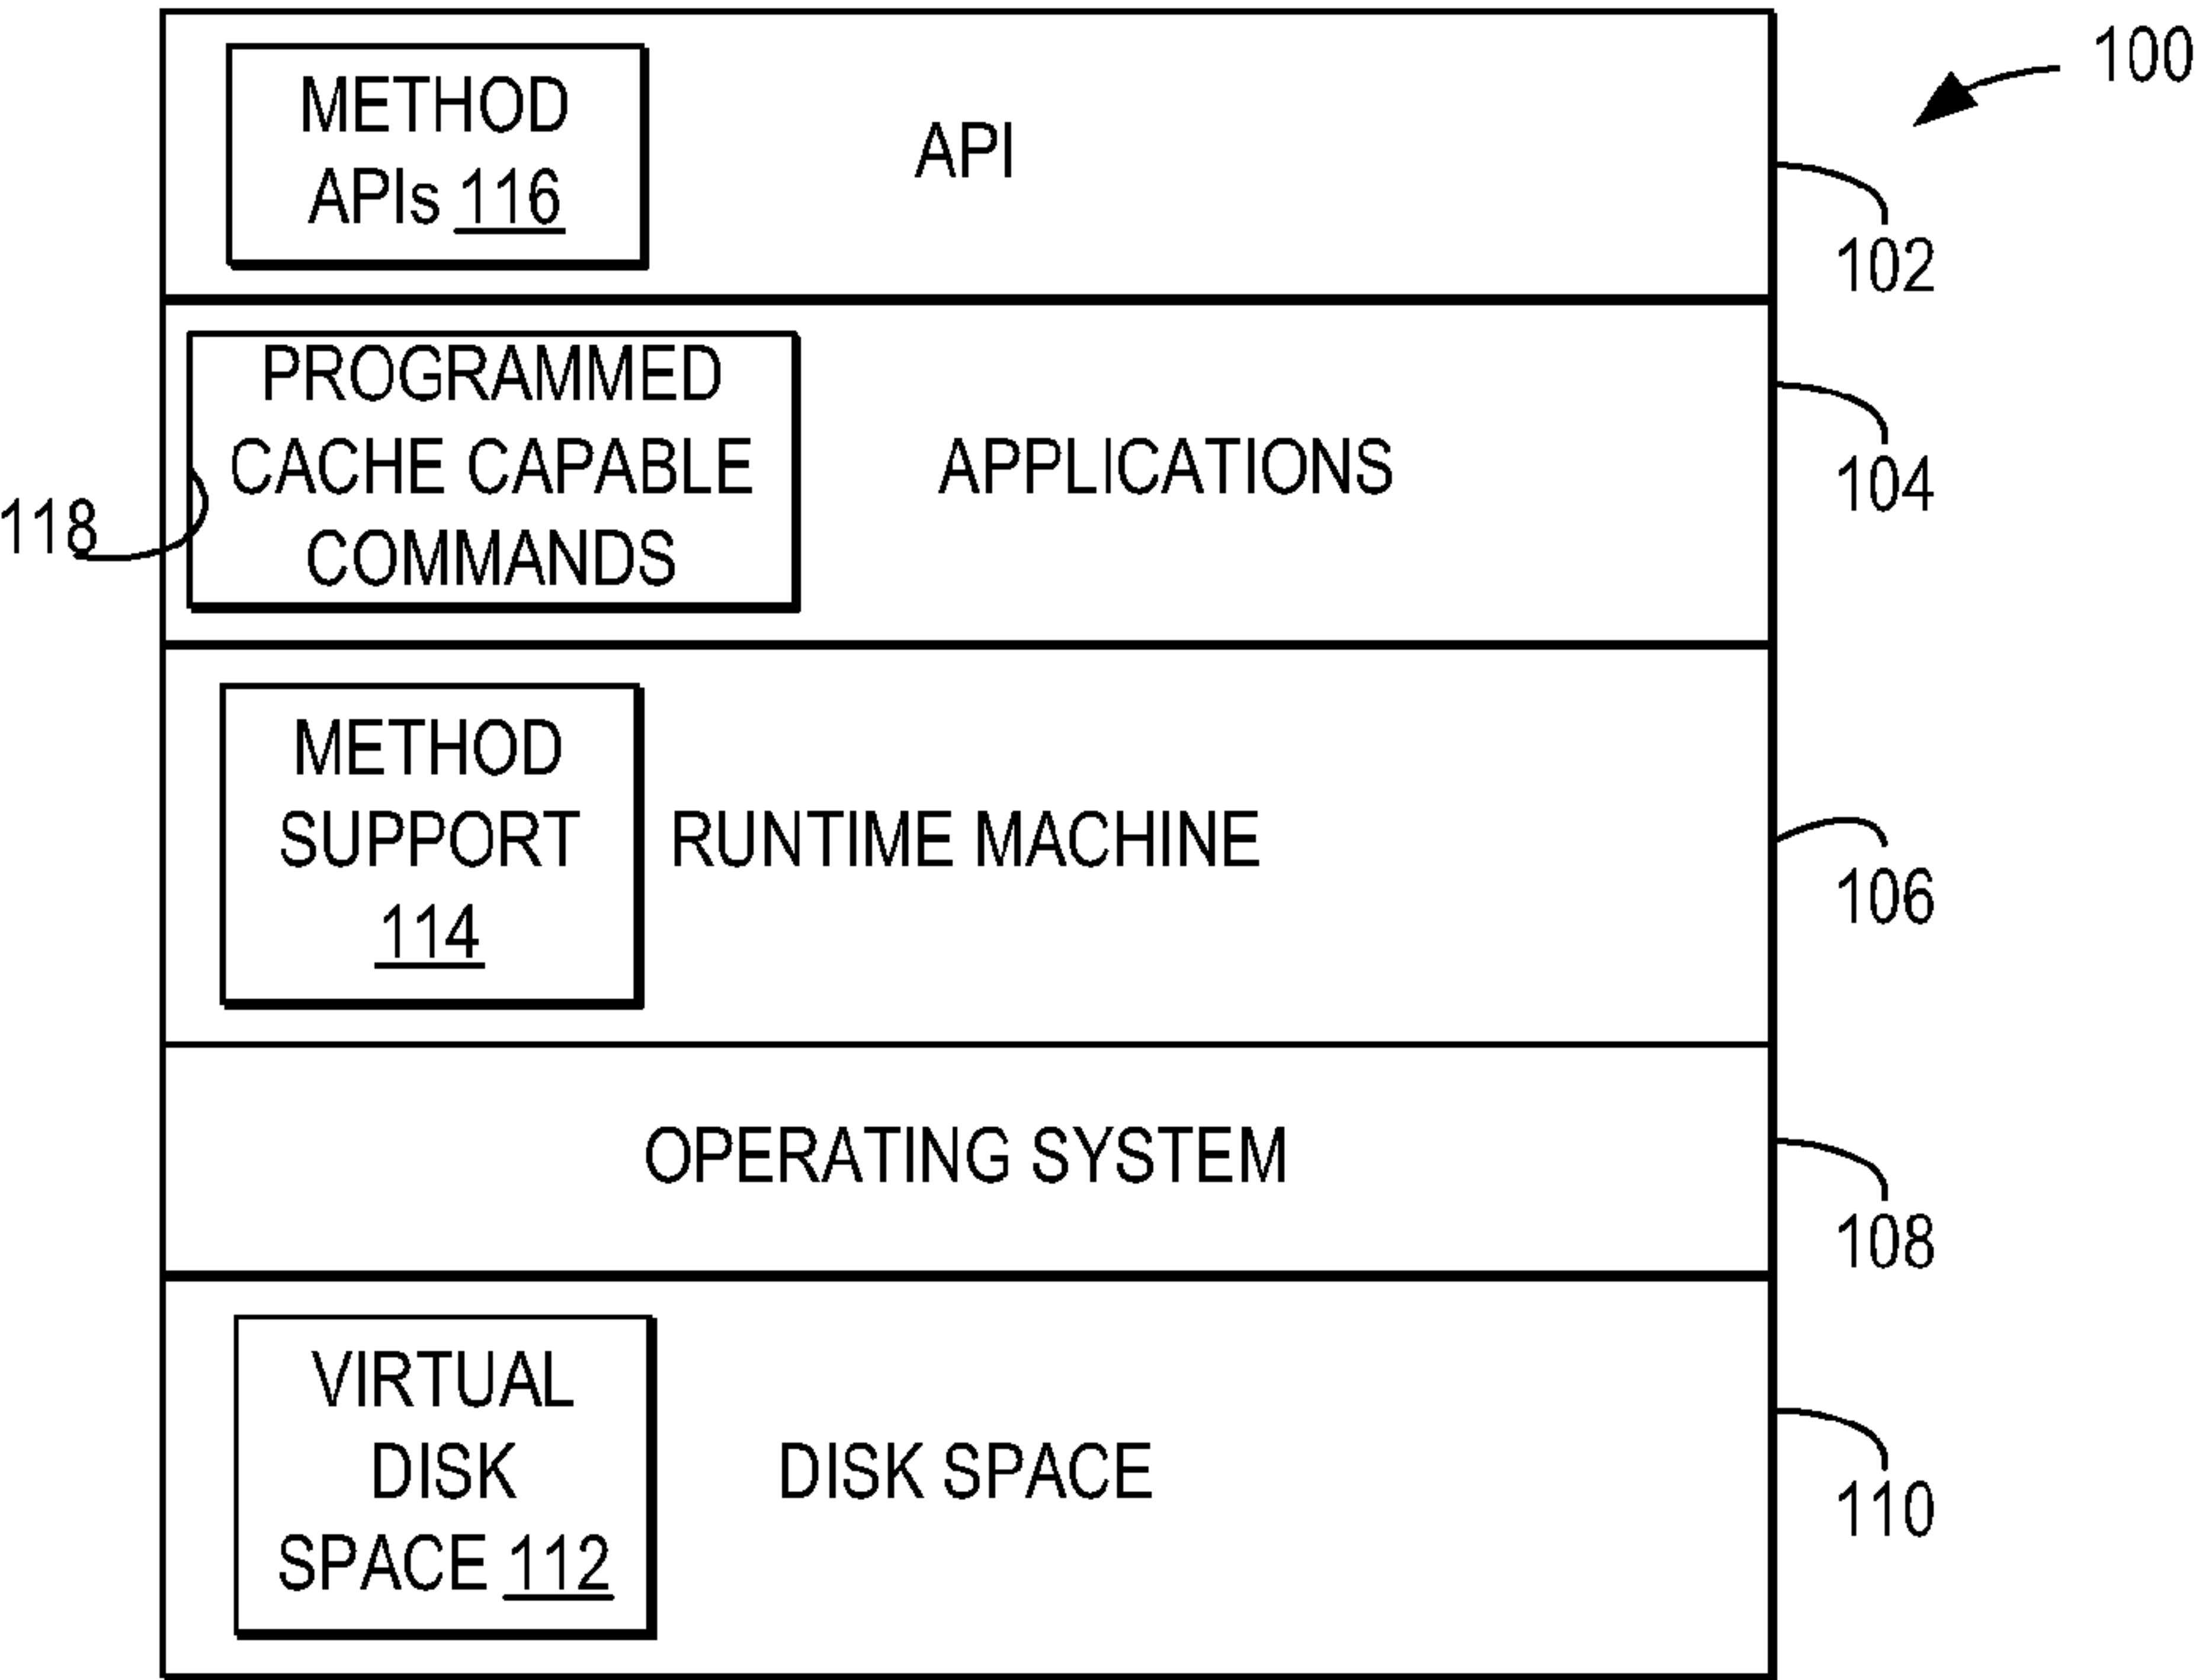 100
METHOD
APIs 116
API
102
PROGRAMMED
CACHE CAPABLE
COMMANDS
APPLICATIONS
104
118
METHOD
SUPPORT
114
RUNTIME MACHINE
106
OPERATING SYSTEM
108
VIRTUAL
DISK
SPACE 112
DISK SPACE
110